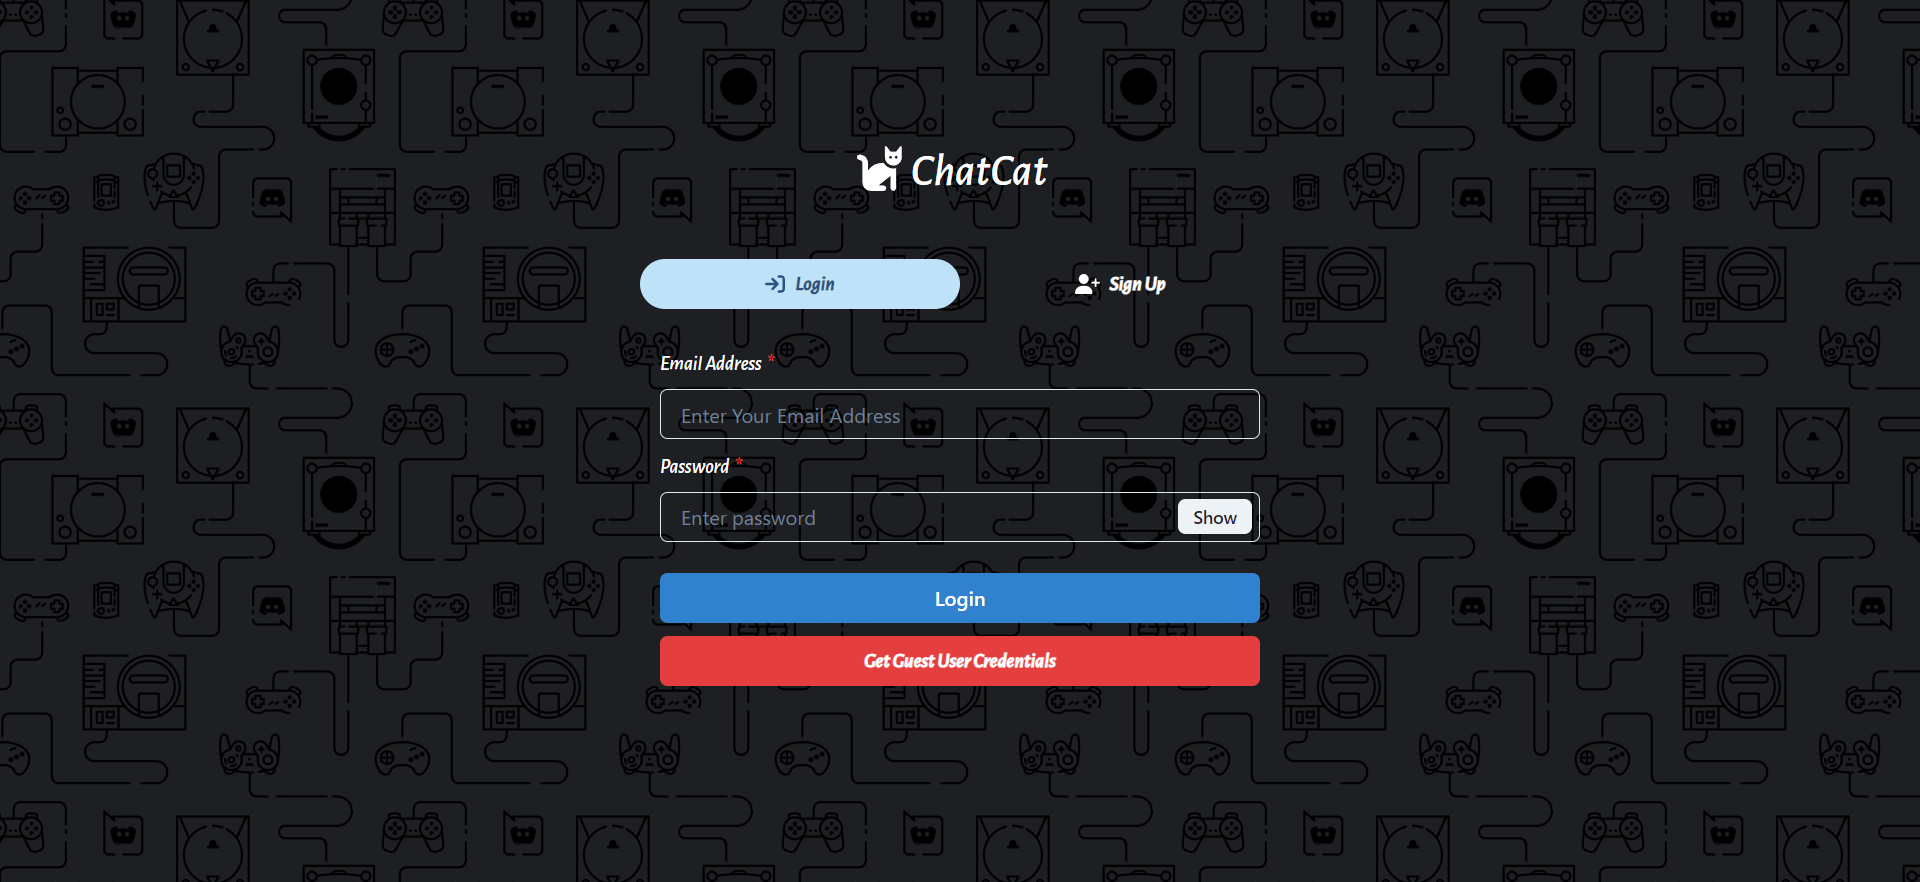 ChatCat
Login
Sign Up
Email Address *
Enter Your Email Address
Password *
Enter password
Show
Login
Get Guest User Credentials